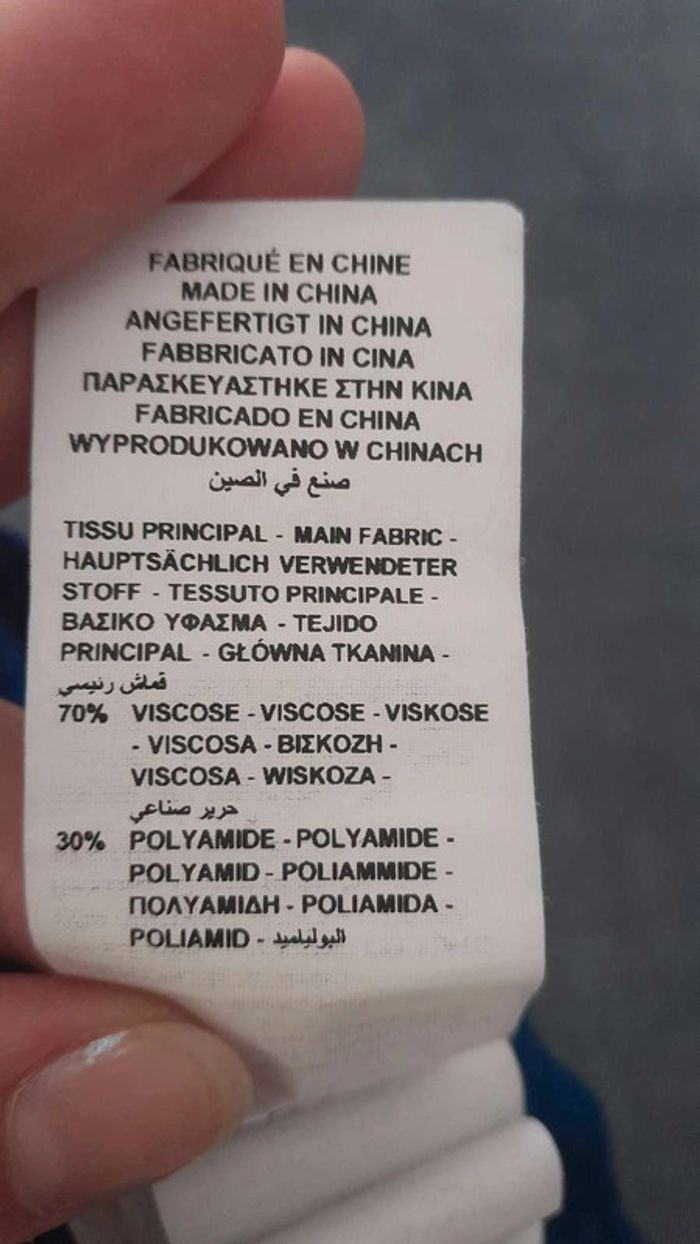 FABRIQUÉ EN CHINE
MADE IN CHINA
ANGEFERTIGT IN CHINA
FABBRICATO IN CINA
ΠΑΡΑΣΚΕΥΑΣΤΗΚΕ ΣΤΗΝ ΚΙΝΑ
FABRICADO EN CHINA
WYPRODUKOWANO W CHINACH
صنع في الصين
TISSU PRINCIPAL - MAIN FABRIC -
HAUPTSÄCHLICH VERWENDETER
STOFF - TESSUTO PRINCIPALE -
ΒΑΣΙΚΟ ΥΦΑΣΜΑ - TEJIDO
PRINCIPAL - GŁÓWNA TKANINA -
قماش رئيسي
70% VISCOSE - VISCOSE - VISKOSE
- VISCOSA - ΒΙΣΚΟΖΗ -
VISCOSA - WISKOZA -
حرير صناعي
30% POLYAMIDE - POLYAMIDE -
POLYAMID - POLIAMMIDE -
ΠΟΛΥΑΜΙΔΗ - POLIAMIDA -
POLIAMID - البولياميد